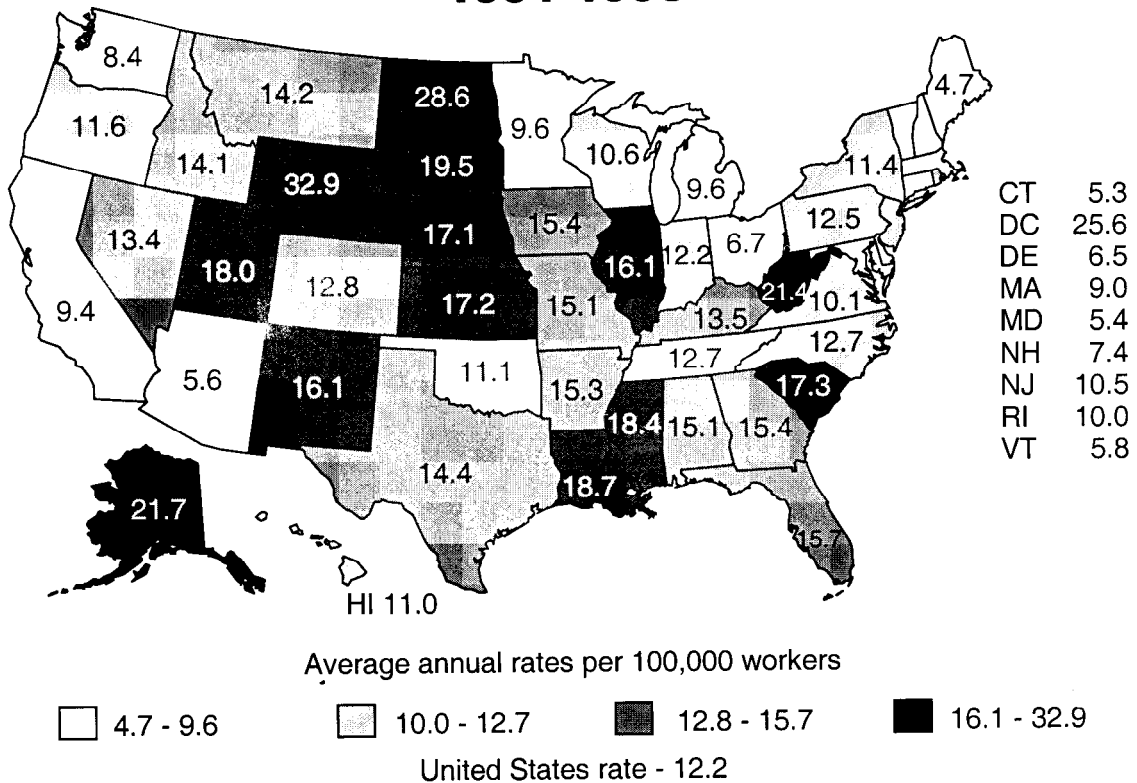 8.4
14.2
28.6
4.7
11.6
9.6
10.6
11.4
14.1
32.9
19.5
9.6
13.4
17.1
15.4
12.5
18.0
12.8
17.2
16.1
12.2
6.7
9.4
15.1
21.4
10.1
13.5
12.7
12.7
5.6
16.1
11.1
15.3
17.3
18.4
15.1
15.4
14.4
18.7
21.7
15.7
HI 11.0
CT 5.3
DC 25.6
DE 6.5
MA 9.0
MD 5.4
NH 7.4
NJ 10.5
RI 10.0
VT 5.8
Average annual rates per 100,000 workers
4.7 - 9.6
10.0 - 12.7
12.8 - 15.7
16.1 - 32.9
United States rate - 12.2